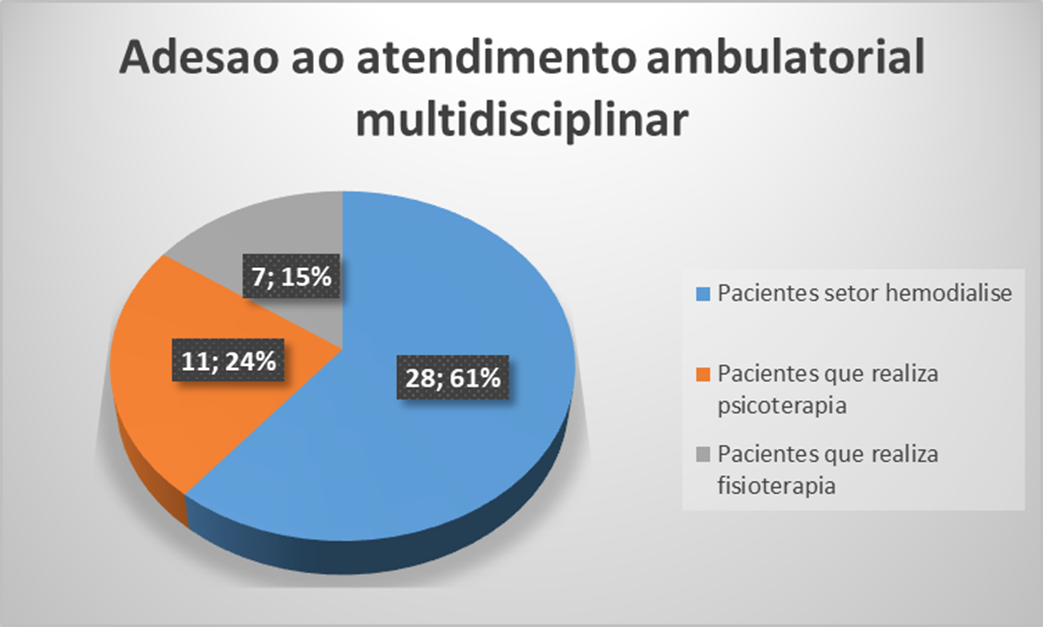 Adesao ao atendimento ambulatorial
multidisciplinar
7; 15%
11; 24%
28; 61%
Pacientes setor hemodialise
Pacientes que realiza
psicoterapia
Pacientes que realiza
fisioterapia